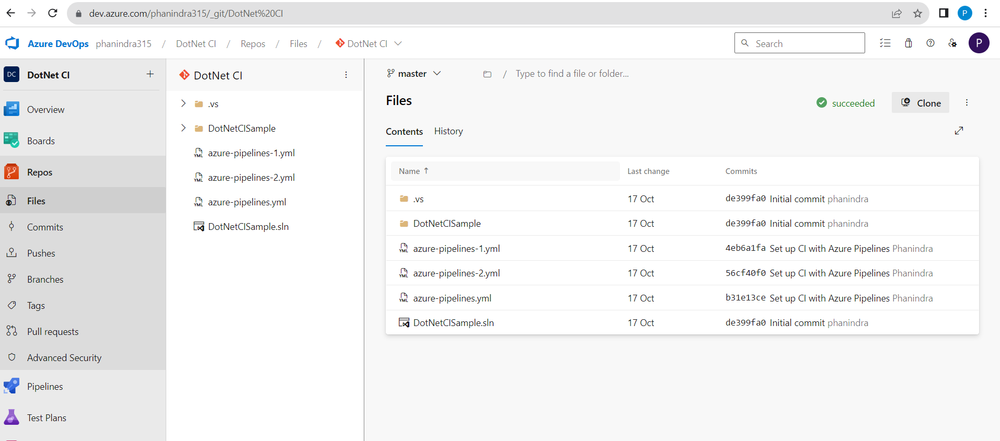 dev.azure.com/phanindra315/_git/DotNet%20CI
P
Azure DevOps phanindra315 / DotNet CI / Repos / Files / DotNet CI
Search
P
DC DotNet CI +
Overview
Boards
Repos
Files
Commits
Pushes
Branches
Tags
Pull requests
Advanced Security
Pipelines
Test Plans
DotNet CI
.vs
DotNetCISample
YML azure-pipelines-1.yml
YML azure-pipelines-2.yml
YML azure-pipelines.yml
DotNetCISample.sln
master / Type to find a file or folder...
Files
succeeded Clone
Contents History
Name ↑ Last change Commits
.vs 17 Oct de399fa0 Initial commit phanindra
DotNetCISample 17 Oct de399fa0 Initial commit phanindra
YML azure-pipelines-1.yml 17 Oct 4eb6a1fa Set up CI with Azure Pipelines Phanindra
YML azure-pipelines-2.yml 17 Oct 56cf40f0 Set up CI with Azure Pipelines Phanindra
YML azure-pipelines.yml 17 Oct b31e13ce Set up CI with Azure Pipelines Phanindra
DotNetCISample.sln 17 Oct de399fa0 Initial commit phanindra